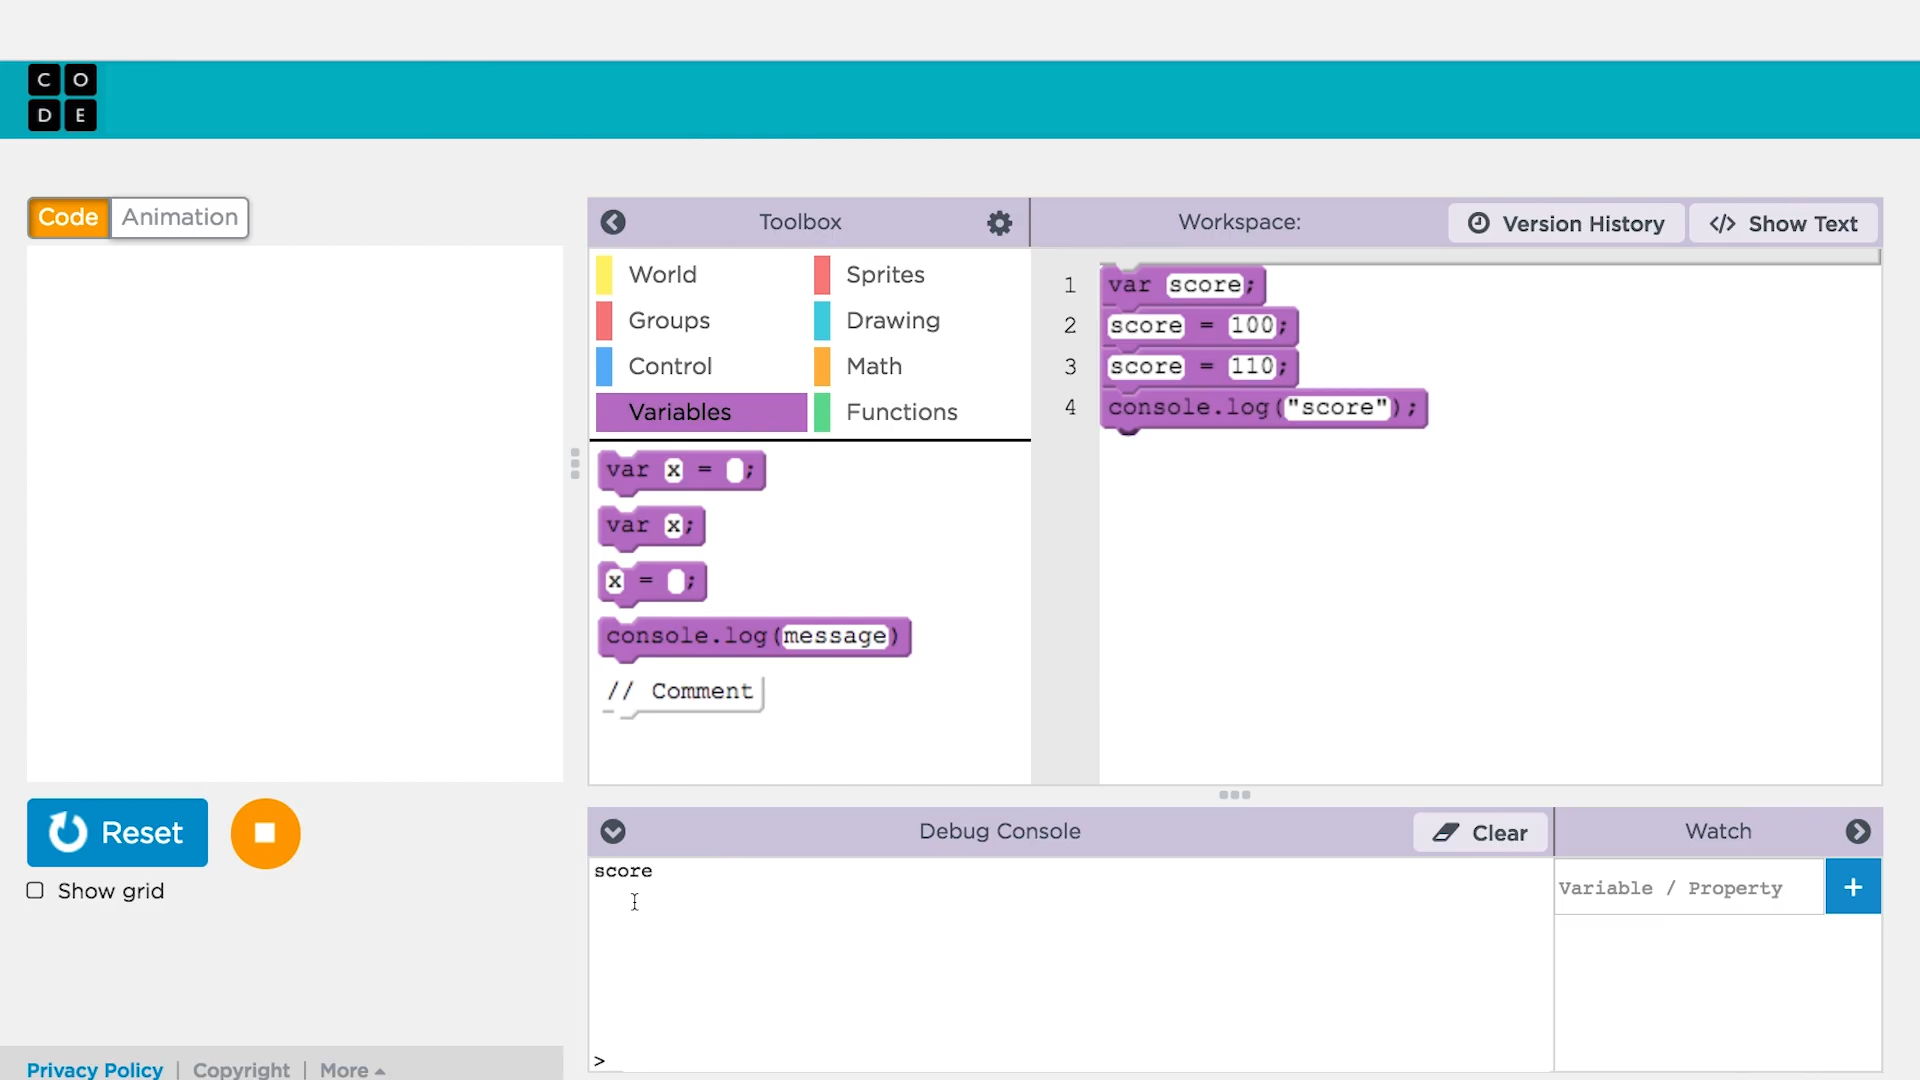 C O
D E
Code Animation
Toolbox
World
Sprites
Groups
Drawing
Control
Math
Variables
Functions
var x = ;
var x;
x = ;
console.log(message)
// Comment
Workspace:
Version History
</> Show Text
1 var score;
2 score = 100;
3 score = 110;
4 console.log("score");
Reset
Show grid
Debug Console
Clear
score
>
Watch
Variable / Property
+
Privacy Policy | Copyright | More